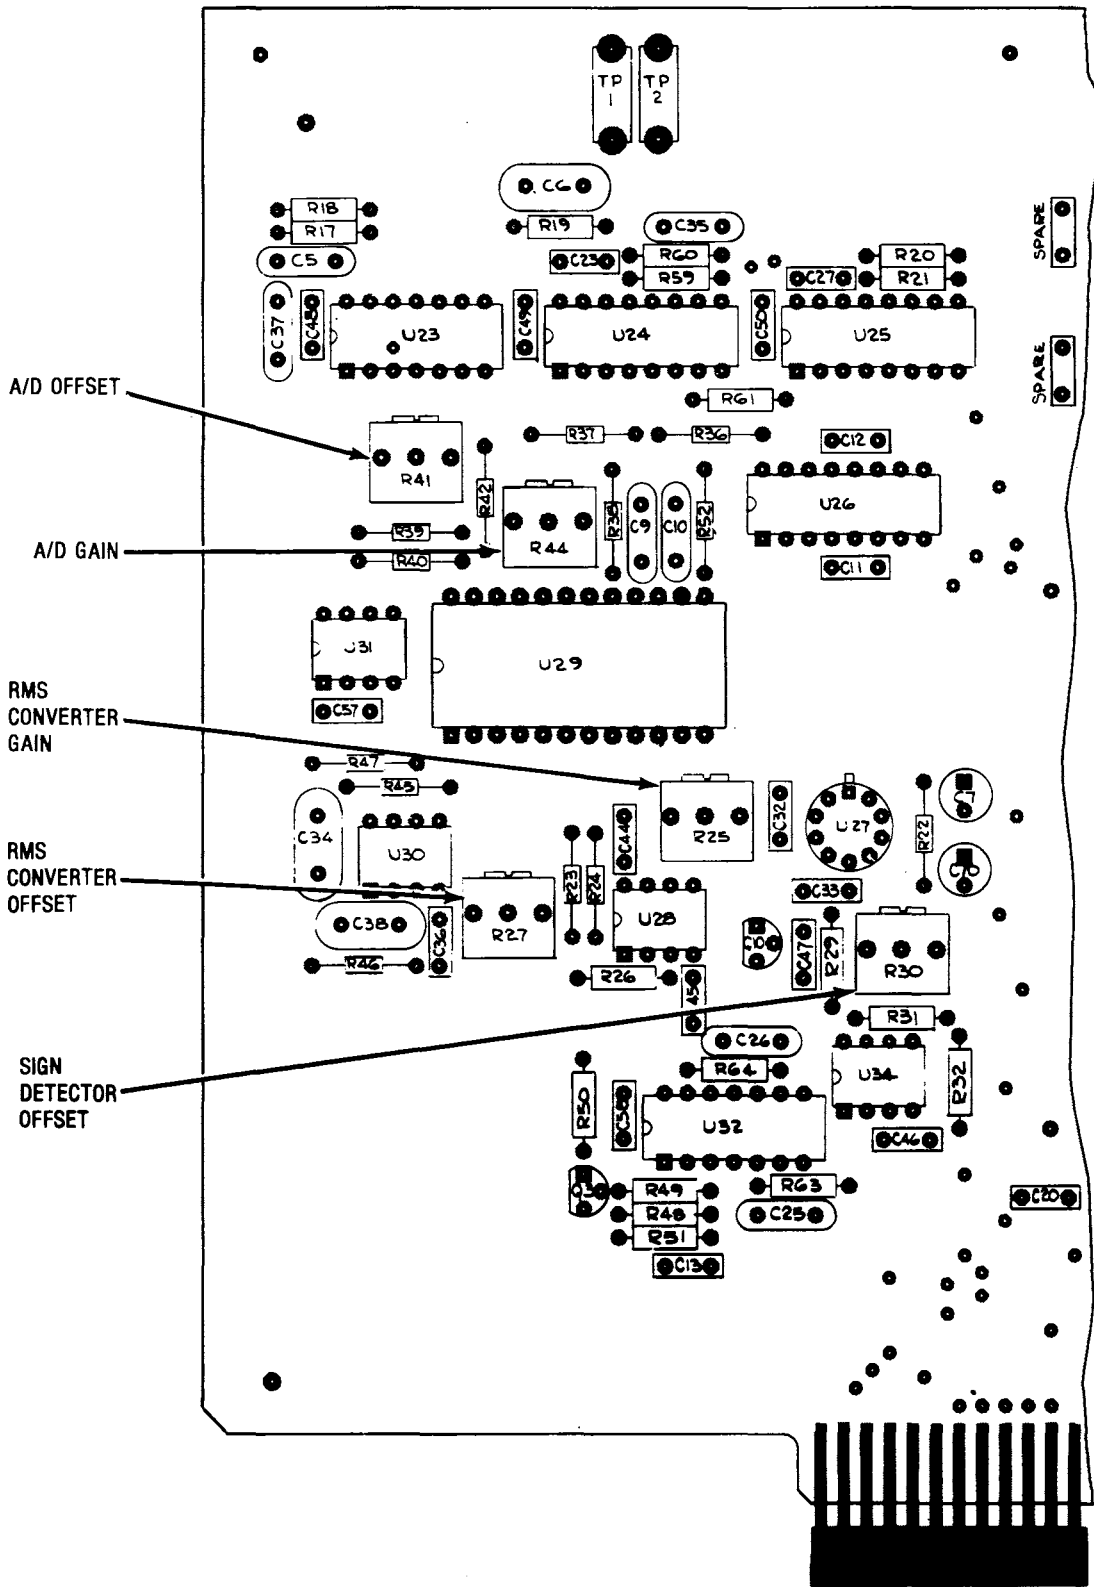 TP
1
TP
2
C6
R18
R17
R19
C35
C5
C23
R60
R59
R20
C27
R21
SPARE
C37
C48
U23
C49
U24
C50
U25
SPARE
A/D OFFSET
R61
R37
R36
C12
R41
R42
R38
C9
C10
R52
U26
A/D GAIN
R39
R40
R44
C11
U31
U29
C57
RMS
CONVERTER
GAIN
R47
R45
C34
U30
C44
R25
C32
U27
R22
RMS
CONVERTER
OFFSET
R23
R24
C33
C38
C36
R27
U28
C47
R29
R30
R46
R26
45
R31
C26
R64
U34
R32
SIGN
DETECTOR
OFFSET
R50
C58
U32
C46
Q3
R49
R63
R48
C25
C20
R51
C13